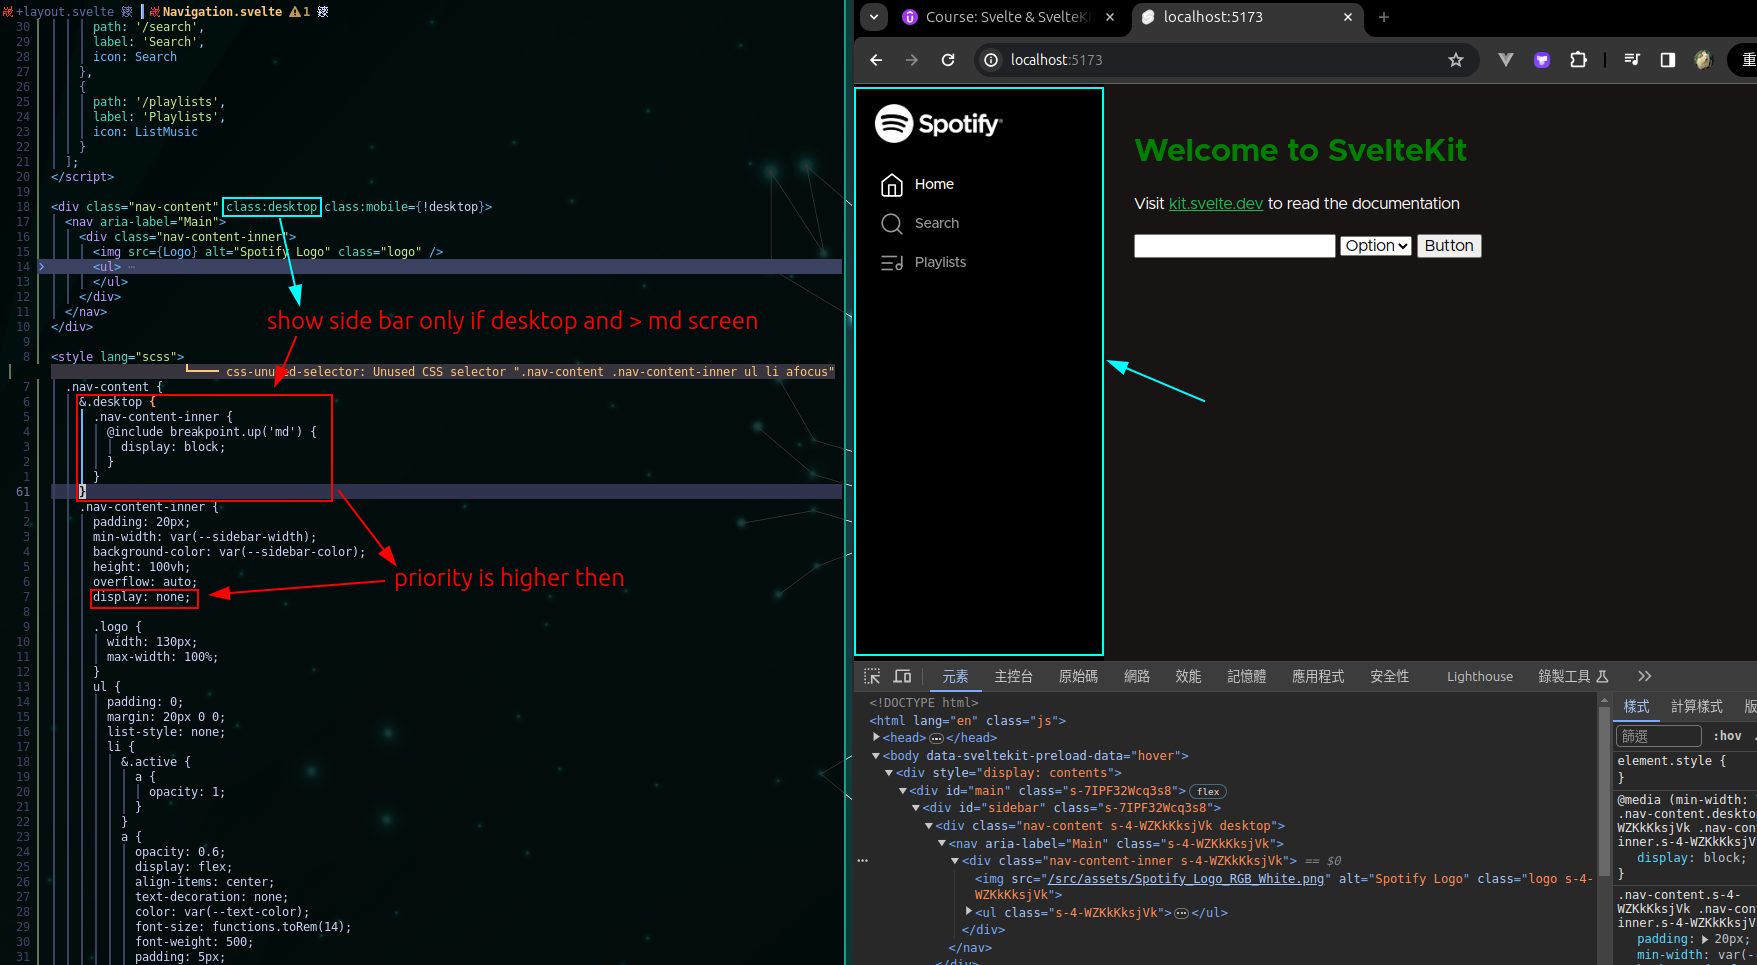 +layout.svelte
Navigation.svelte 1
30 path: '/search',
29 label: 'Search',
28 icon: Search
27 },
26 {
25 path: '/playlists',
24 label: 'Playlists',
23 icon: ListMusic
22 }
21 ];
20 </script>
19
18 <div class="nav-content" class:desktop class:mobile={!desktop}>
17 <nav aria-label="Main">
16 <div class="nav-content-inner">
15 <img src={Logo} alt="Spotify Logo" class="logo" />
14 <ul> ⋯
13 </ul>
12 </div>
11 </nav>
10 </div>
show side bar only if desktop and > md screen
9
8 <style lang="scss">
css-unused-selector: Unused CSS selector ".nav-content .nav-content-inner ul li afocus"
7 .nav-content {
6 &.desktop {
5 .nav-content-inner {
4 @include breakpoint.up('md') {
3 display: block;
2 }
1 }
61 }
1 .nav-content-inner {
2 padding: 20px;
3 min-width: var(--sidebar-width);
4 background-color: var(--sidebar-color);
5 height: 100vh;
6 overflow: auto;
7 display: none;
priority is higher then
8
9 .logo {
10 width: 130px;
11 max-width: 100%;
12 }
13 ul {
14 padding: 0;
15 margin: 20px 0 0;
16 list-style: none;
17 li {
18 &.active {
19 a {
20 opacity: 1;
21 }
22 }
23 a {
24 opacity: 0.6;
25 display: flex;
26 align-items: center;
27 text-decoration: none;
28 color: var(--text-color);
29 font-size: functions.toRem(14);
30 font-weight: 500;
31 padding: 5px;
Course: Svelte & SvelteK
localhost:5173
localhost:5173
重
Spotify
Home
Search
Playlists
Welcome to SvelteKit
Visit kit.svelte.dev to read the documentation
Option
Button
元素 主控台 原始碼 網路 效能 記憶體 應用程式 安全性 Lighthouse 錄製工具
<!DOCTYPE html>
<html lang="en" class="js">
<head> … </head>
<body data-sveltekit-preload-data="hover">
<div style="display: contents">
<div id="main" class="s-7IPF32Wcq3s8"> flex
<div id="sidebar" class="s-7IPF32Wcq3s8">
<div class="nav-content s-4-WZKkKksjVk desktop">
<nav aria-label="Main" class="s-4-WZKkKksjVk">
<div class="nav-content-inner s-4-WZKkKksjVk"> == $0
<img src="/src/assets/Spotify_Logo_RGB_White.png" alt="Spotify Logo" class="logo s-4-
WZKkKksjVk">
<ul class="s-4-WZKkKksjVk"> … </ul>
</div>
</nav>
</div>
樣式 計算樣式 版
篩選 :hov .
element.style {
}
@media (min-width:
.nav-content.desktop
WZKkKksjVk .nav-con
inner.s-4-WZKkKksjV
display: block;
}
.nav-content.s-4-
WZKkKksjVk .nav-con
inner.s-4-WZKkKksjV
padding: 20px;
min-width: var(--